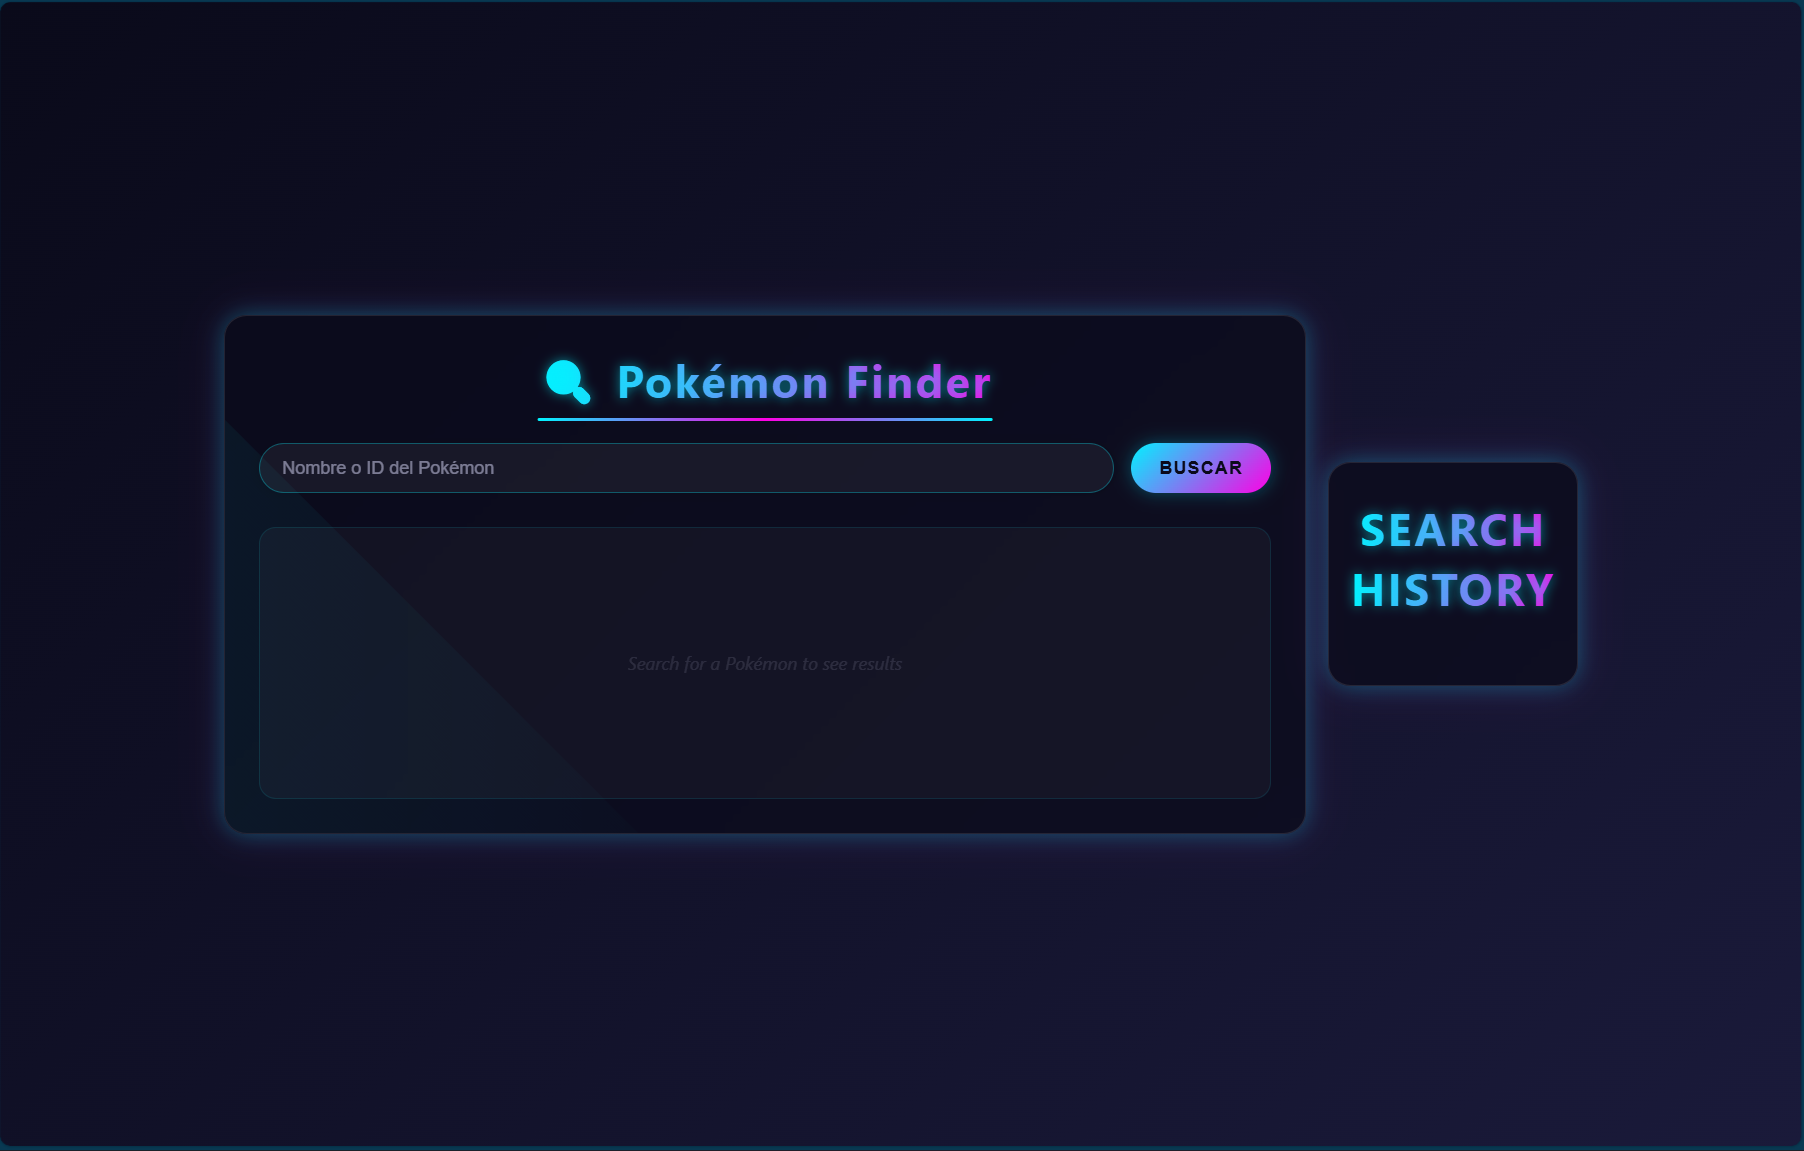 Pokémon Finder
Nombre o ID del Pokémon
BUSCAR
Search for a Pokémon to see results
SEARCH
HISTORY